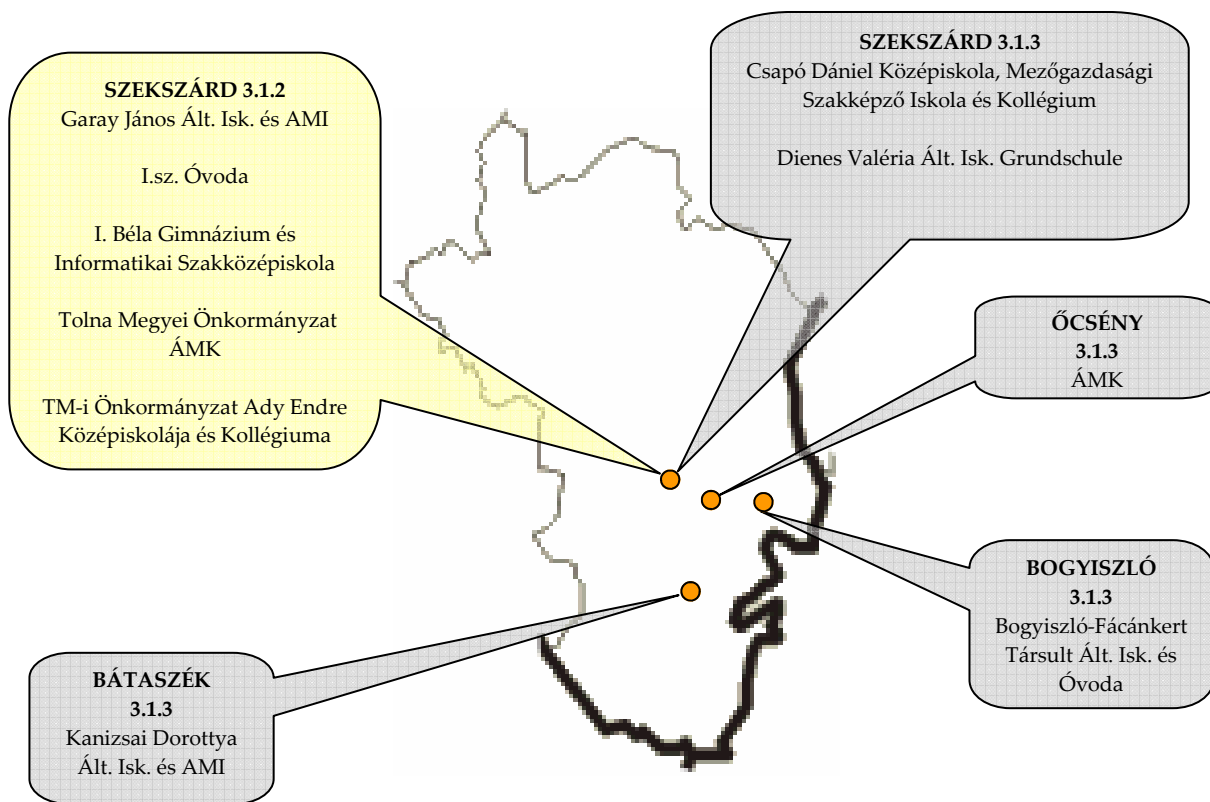 SZEKSZÁRD 3.1.2
Garay János Ált. Isk. és AMI
I.sz. Óvoda
I. Béla Gimnázium és
Informatikai Szakközépiskola
Tolna Megyei Önkormányzat
ÁMK
TM-i Önkormányzat Ady Endre
Középiskolája és Kollégiuma
SZEKSZÁRD 3.1.3
Csapó Dániel Középiskola, Mezőgazdasági
Szakképző Iskola és Kollégium
Dienes Valéria Ált. Isk. Grundschule
ŐCSÉNY
3.1.3
ÁMK
BOGYISZLÓ
3.1.3
Bogyiszló-Fácánkert
Társult Ált. Isk. és
Óvoda
BÁTASZÉK
3.1.3
Kanizsai Dorottya
Ált. Isk. és AMI